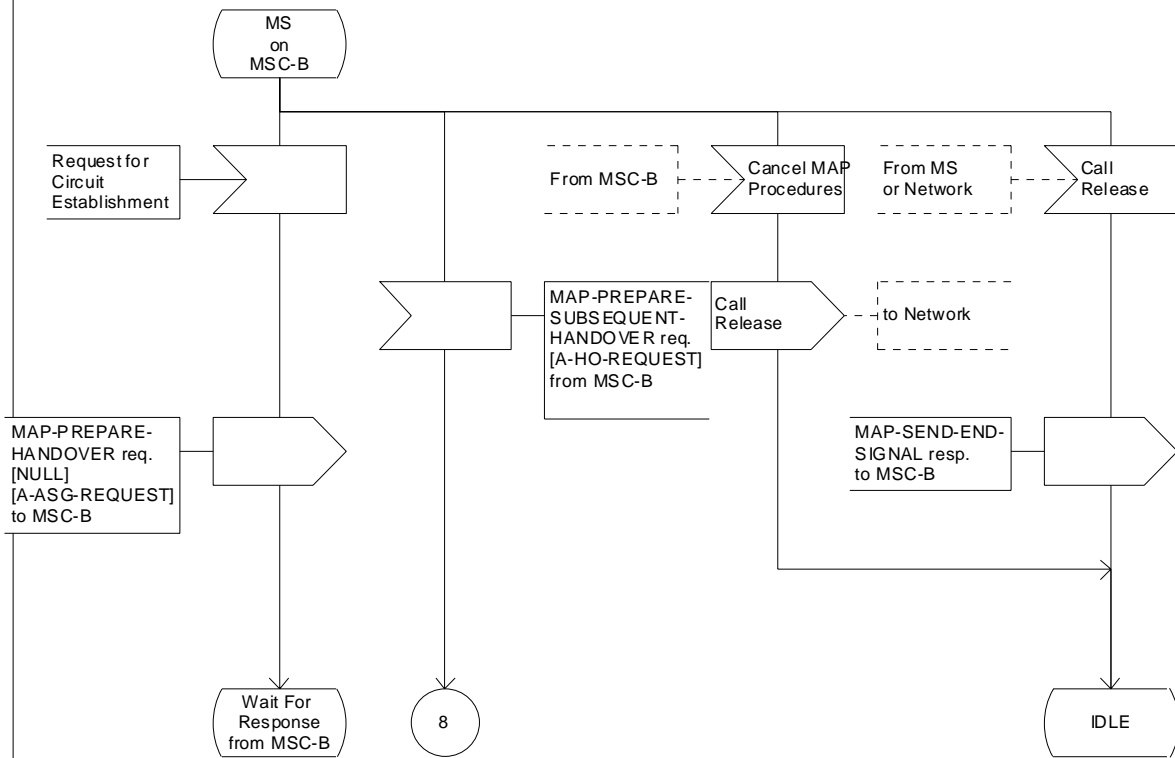 MS
on
MSC-B
Request for
Circuit
Establishment
From MSC-B
Cancel MAP
Procedures
From MS
or Network
Call
Release
MAP-PREPARE-
SUBSEQUENT-
HANDOVER req.
[A-HO-REQUEST]
from MSC-B
Call
Release
to Network
MAP-PREPARE-
HANDOVER req.
[NULL]
[A-ASG-REQUEST]
to MSC-B
MAP-SEND-END-
SIGNAL resp.
to MSC-B
Wait For
Response
from MSC-B
8
IDLE